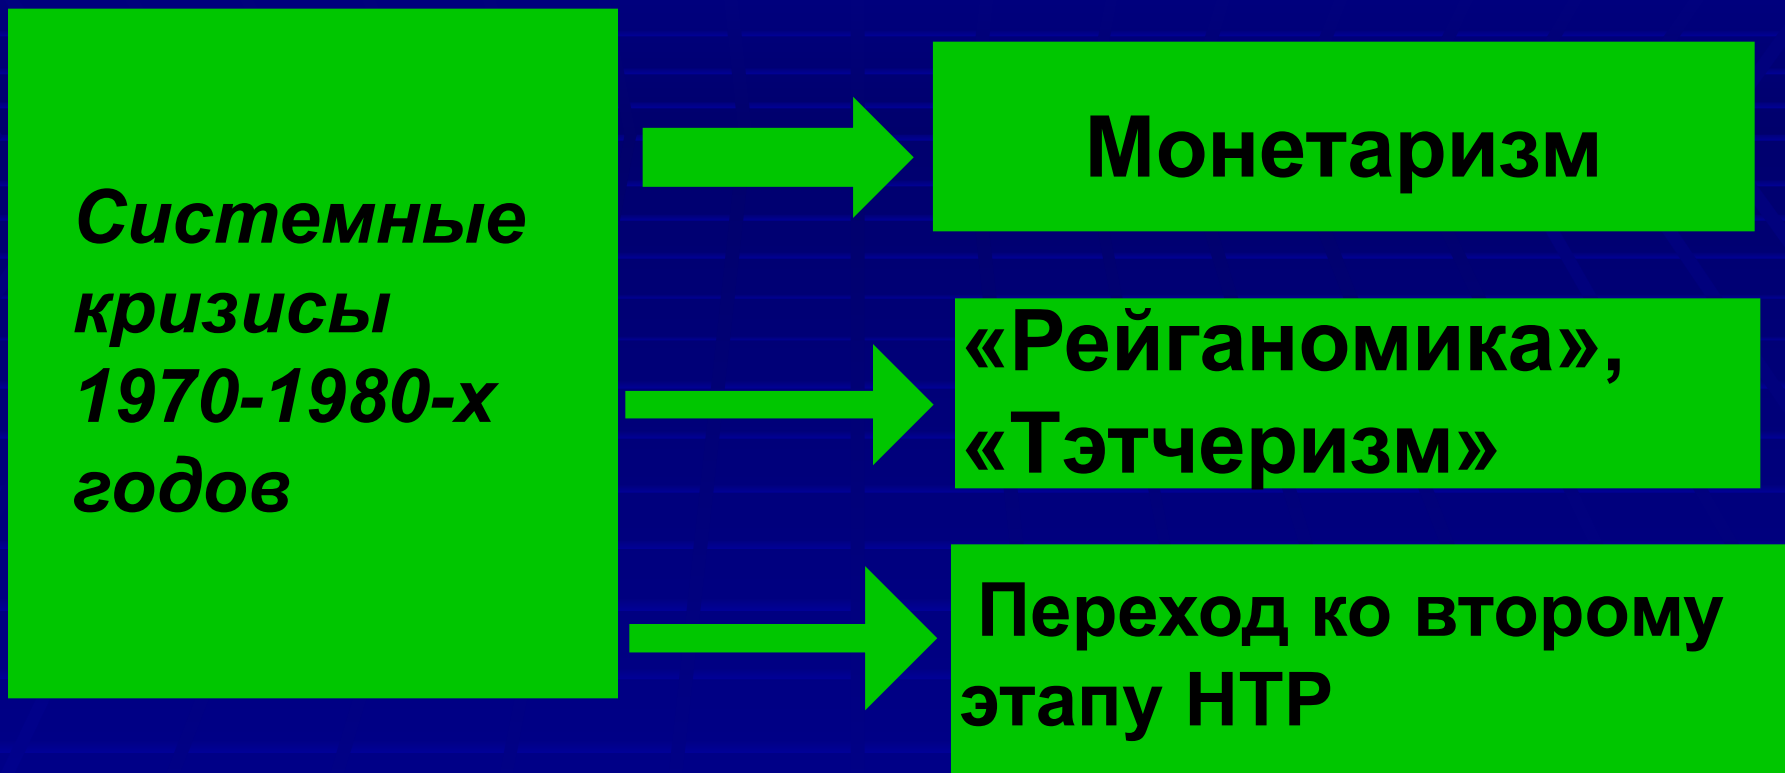 Системные
кризисы
1970-1980-х
годов
Монетаризм
«Рейганомика»,
«Тэтчеризм»
Переход ко второму
этапу НТР